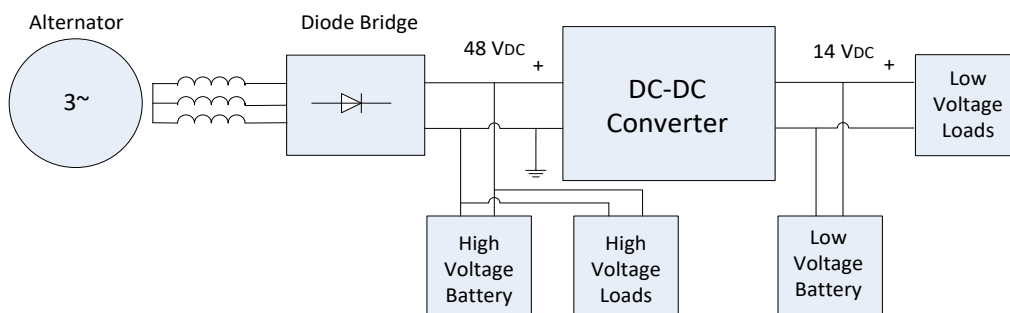 Alternator
Diode Bridge
48 VDC
+
14 VDC
+
3~
DC-DC
Converter
Low
Voltage
Loads
High
Voltage
Battery
High
Voltage
Loads
Low
Voltage
Battery